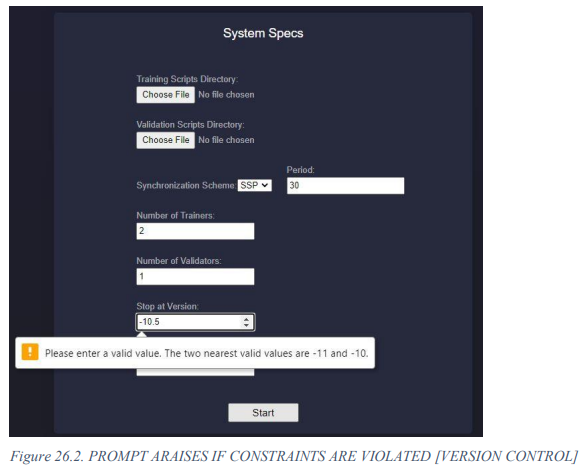 System Specs
Training Scripts Directory:
Choose File No file chosen
Validation Scripts Directory:
Choose File No file chosen
Period:
Synchronization Scheme: SSP 30
Number of Trainers:
2
Number of Validators:
1
Stop at Version:
-10.5
! Please enter a valid value. The two nearest valid values are -11 and -10.
Start
Figure 26.2. PROMPT ARAISES IF CONSTRAINTS ARE VIOLATED [VERSION CONTROL]